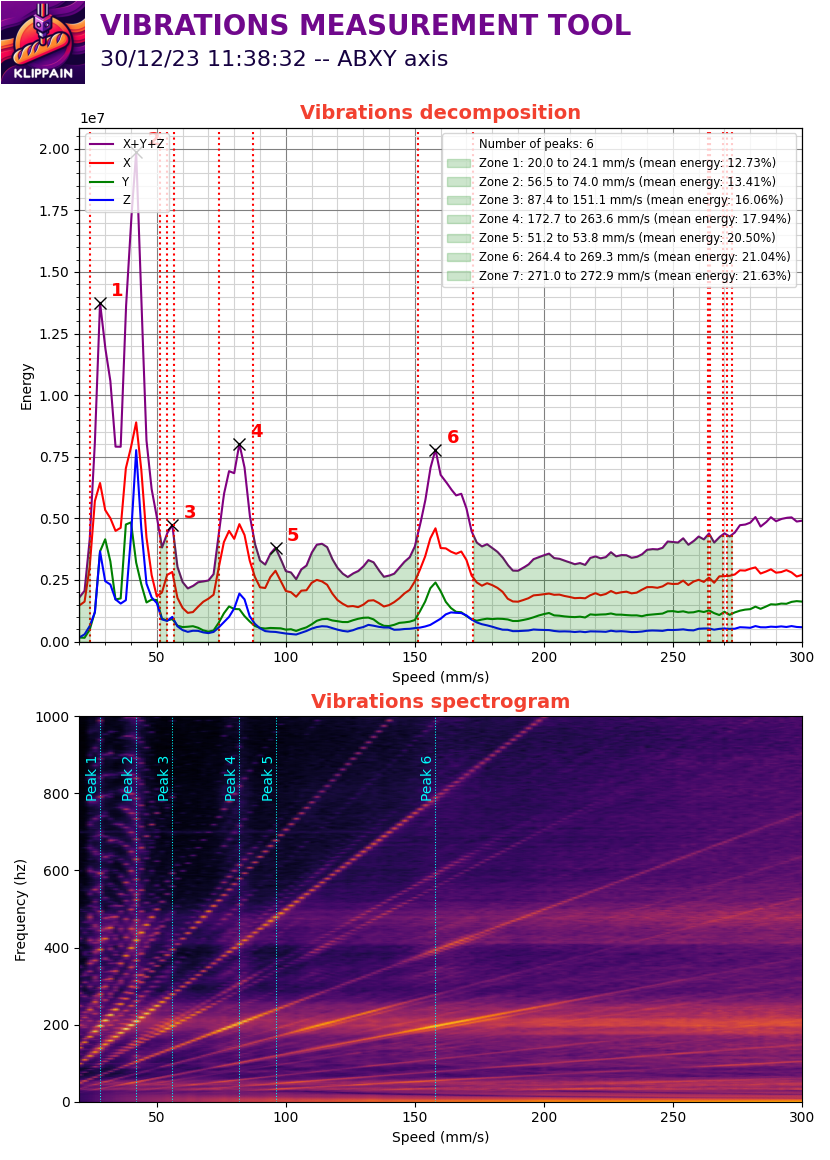 VIBRATIONS MEASUREMENT TOOL
30/12/23 11:38:32 -- ABXY axis
KLIPPAIN
Vibrations decomposition
1e7
X+Y+Z
X
Y
Z
Number of peaks: 6
Zone 1: 20.0 to 24.1 mm/s (mean energy: 12.73%)
Zone 2: 56.5 to 74.0 mm/s (mean energy: 13.41%)
Zone 3: 87.4 to 151.1 mm/s (mean energy: 16.06%)
Zone 4: 172.7 to 263.6 mm/s (mean energy: 17.94%)
Zone 5: 51.2 to 53.8 mm/s (mean energy: 20.50%)
Zone 6: 264.4 to 269.3 mm/s (mean energy: 21.04%)
Zone 7: 271.0 to 272.9 mm/s (mean energy: 21.63%)
2.00
1.75
1.50
1.25
1.00
0.75
0.50
0.25
0.00
Energy
1
3
4
5
6
50 100 150 200 250 300
Speed (mm/s)
Vibrations spectrogram
1000
800
600
400
200
0
Frequency (hz)
Peak 1
Peak 2
Peak 3
Peak 4
Peak 5
Peak 6
50 100 150 200 250 300
Speed (mm/s)